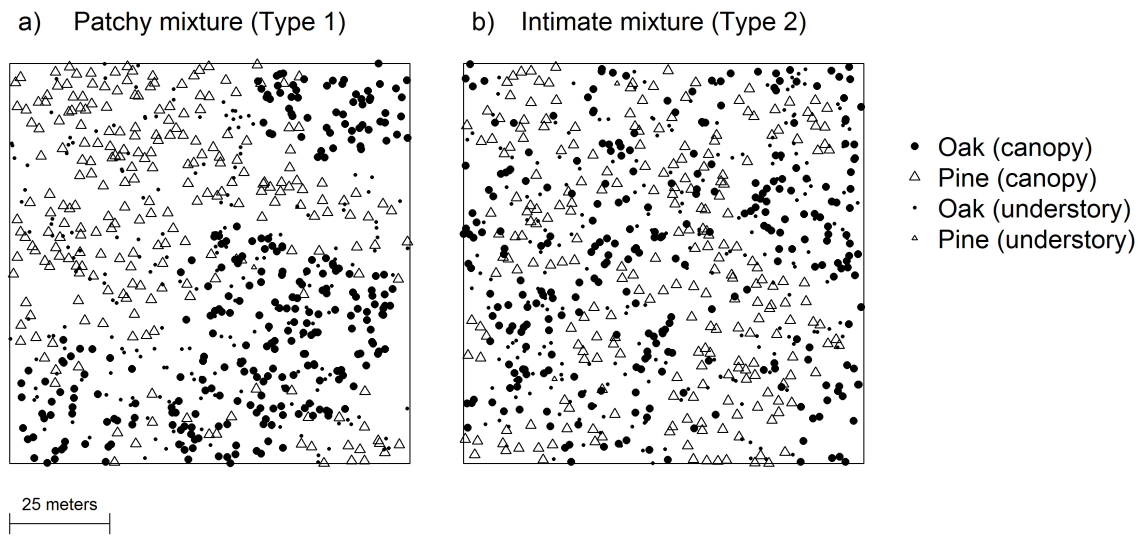 a) Patchy mixture (Type 1)
b) Intimate mixture (Type 2)
Oak (canopy)
Pine (canopy)
Oak (understory)
Pine (understory)
25 meters